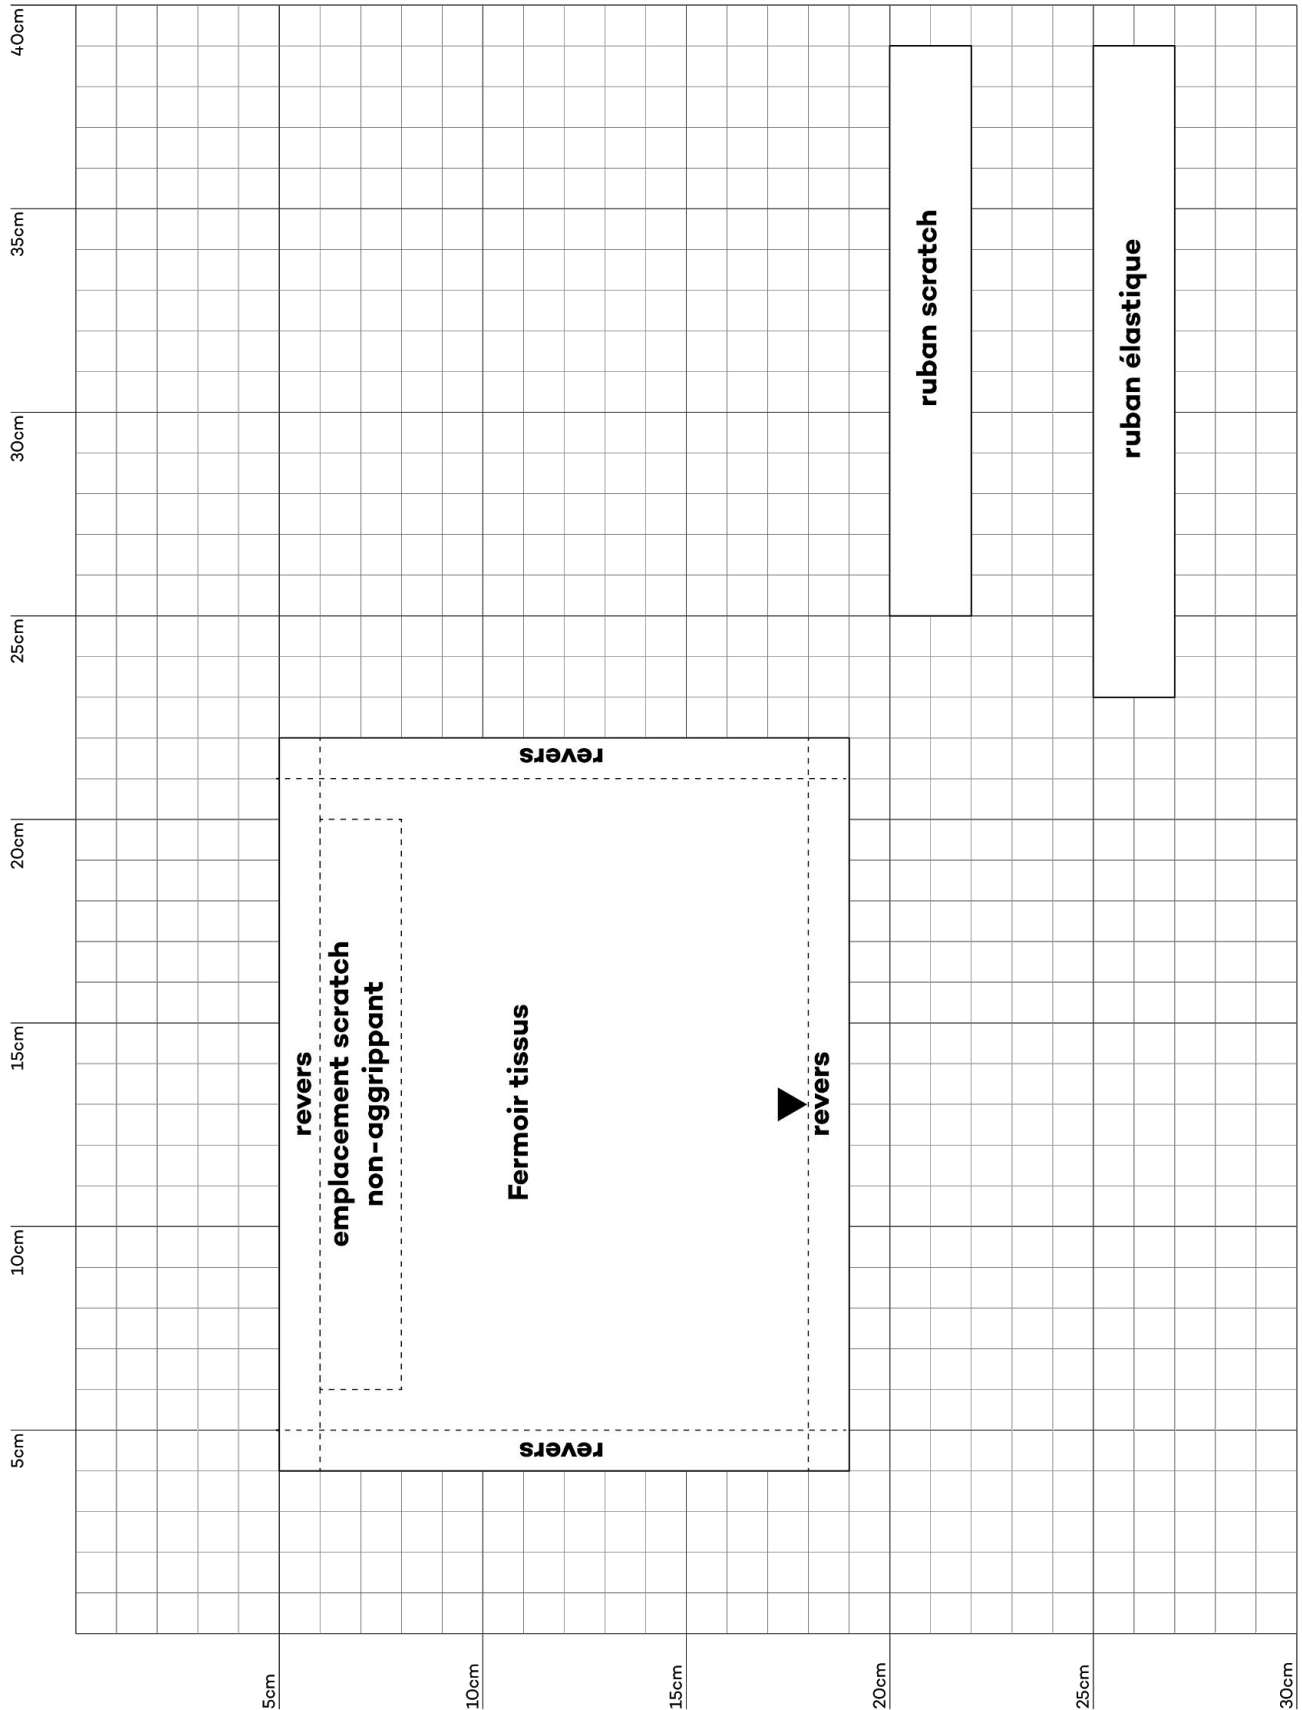 40cm
35cm
30cm
25cm
20cm
15cm
10cm
5cm
ruban scratch
ruban élastique
revers
revers
emplacement scratch
non-aggrippant
Fermoir tissus
revers
revers
5cm
10cm
15cm
20cm
25cm
30cm